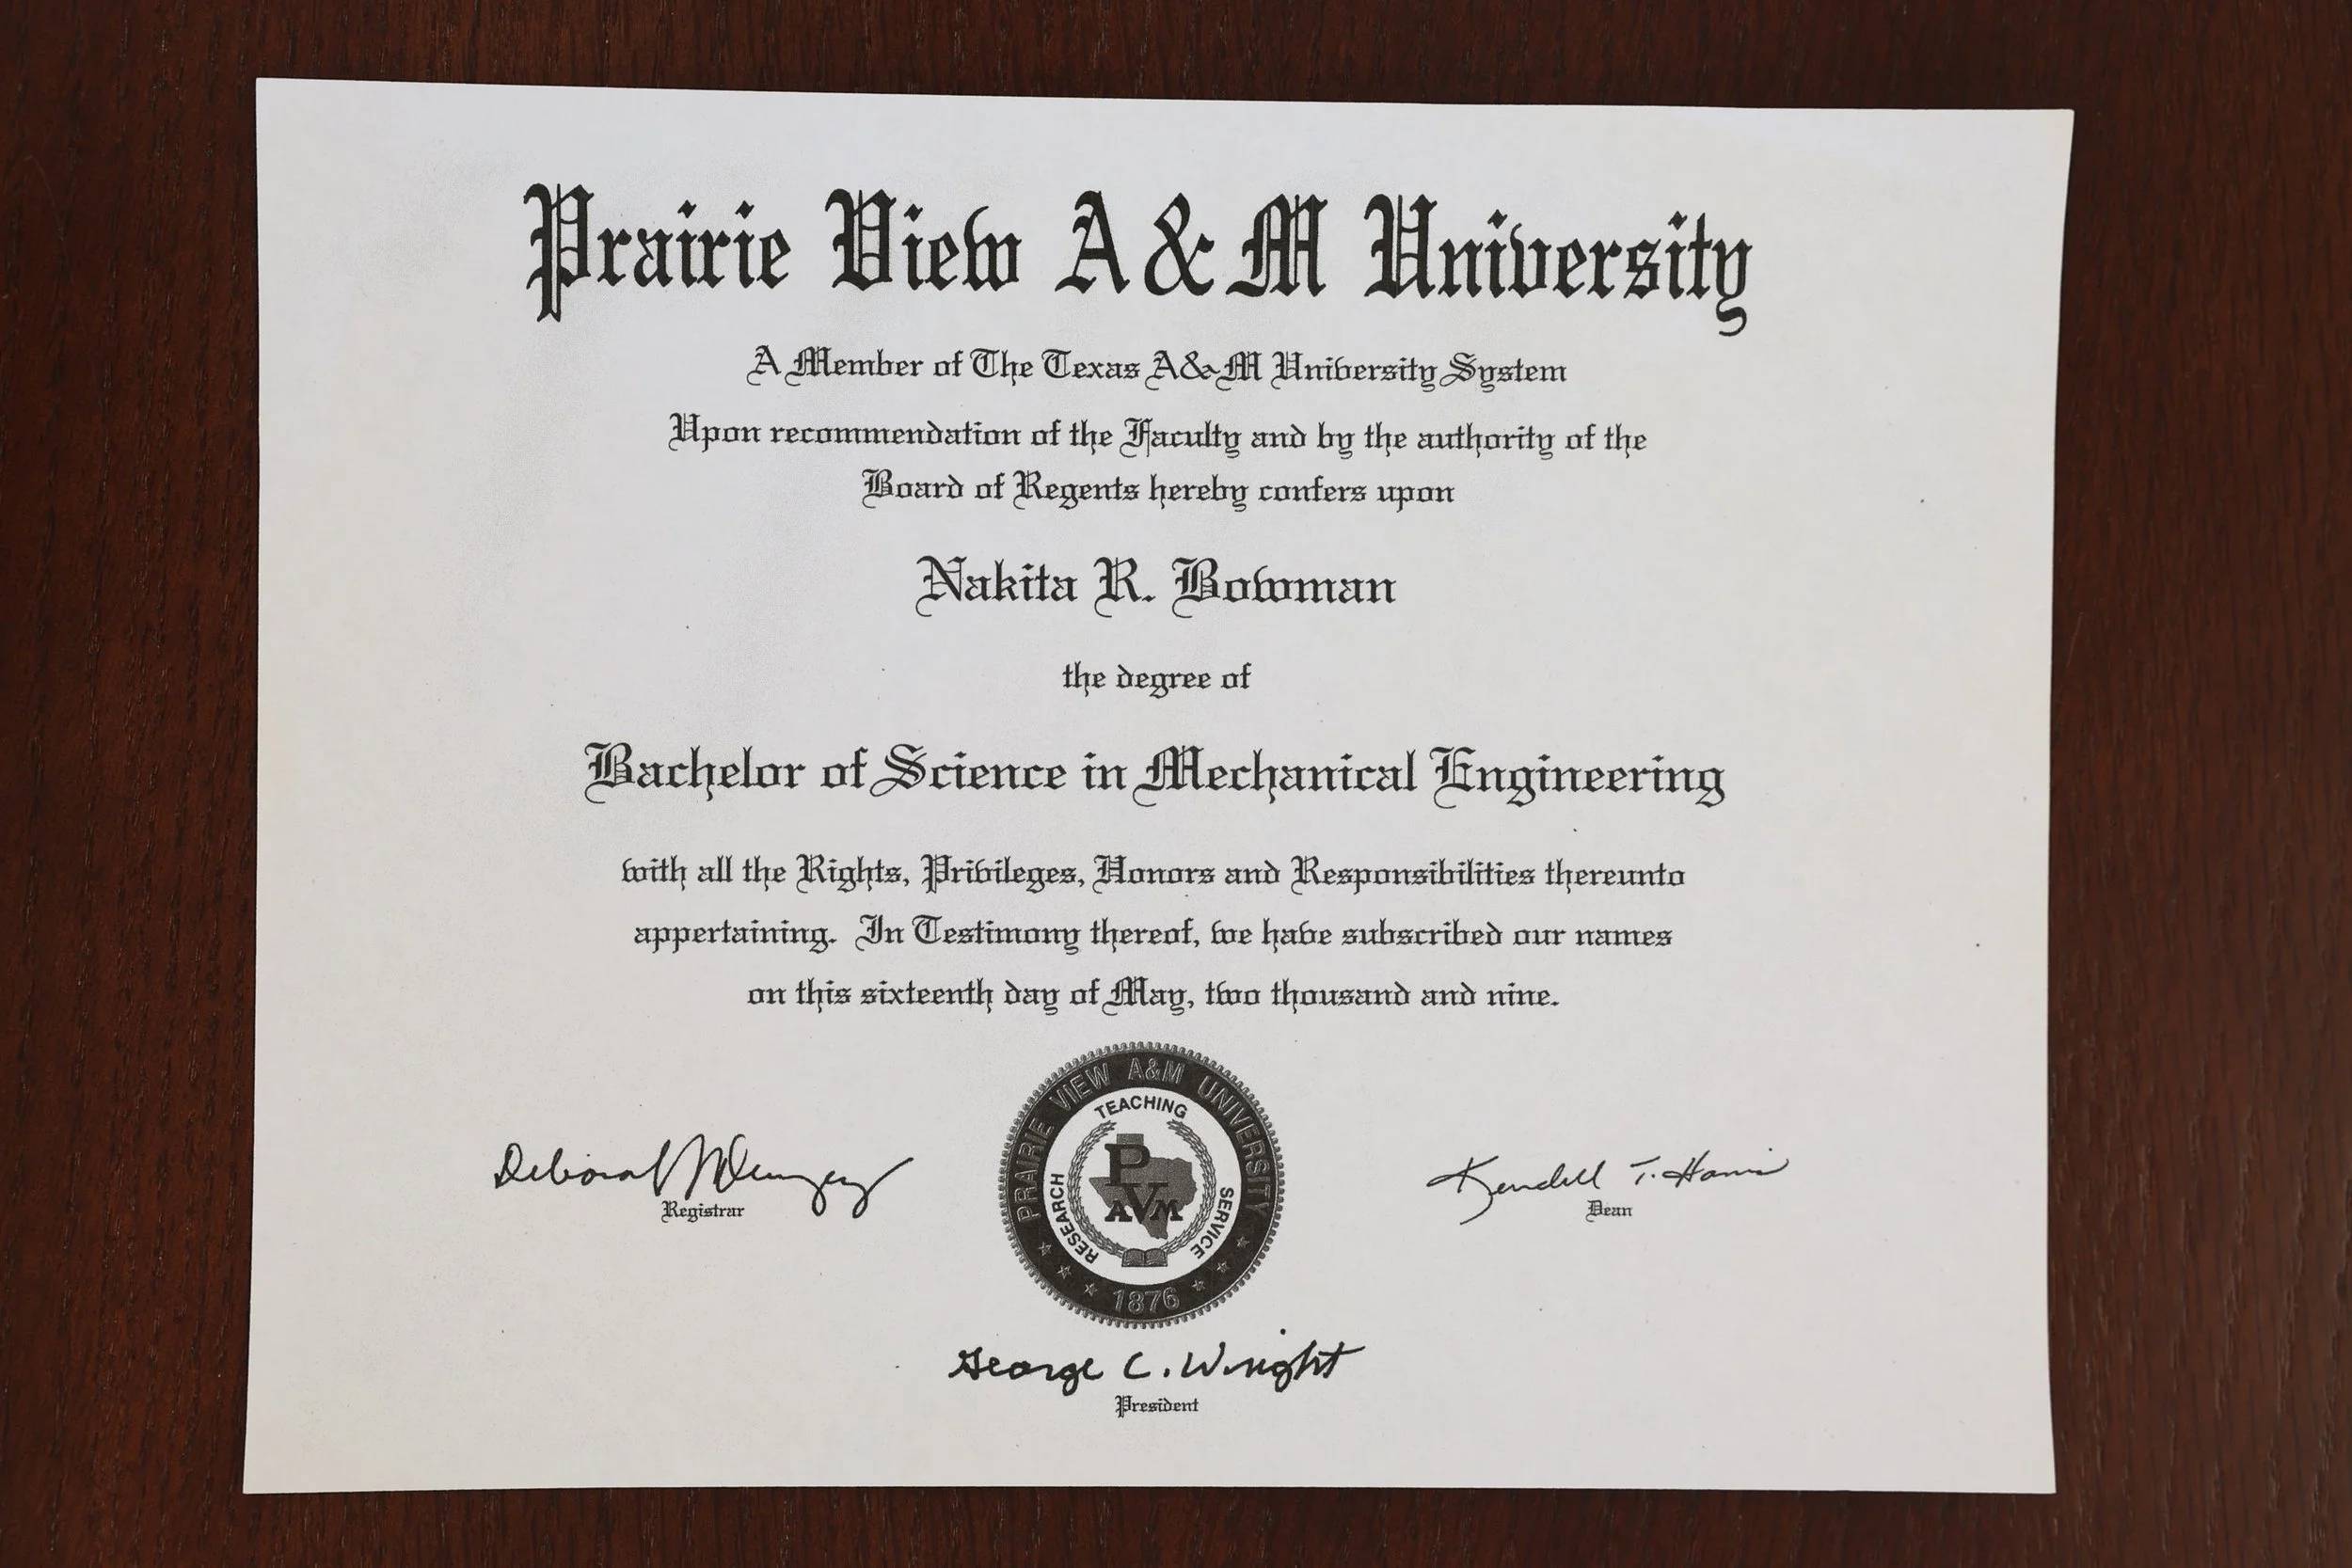 Prairie View A&M University
A Member of The Texas A&M University System
Upon recommendation of the Faculty and by the authority of the
Board of Regents hereby confers upon
Nakita R. Bowman
the degree of
Bachelor of Science in Mechanical Engineering
with all the Rights, Privileges, Honors and Responsibilities thereunto
appertaining. In Testimony thereof, we have subscribed our names
on this sixteenth day of May, two thousand and nine.
PRAIRIE VIEW A&M UNIVERSITY
TEACHING
RESEARCH
SERVICE
PV
A&M
1876
Deborah
Registrar
Kendell T. Harris
Dean
George C. Wright
President